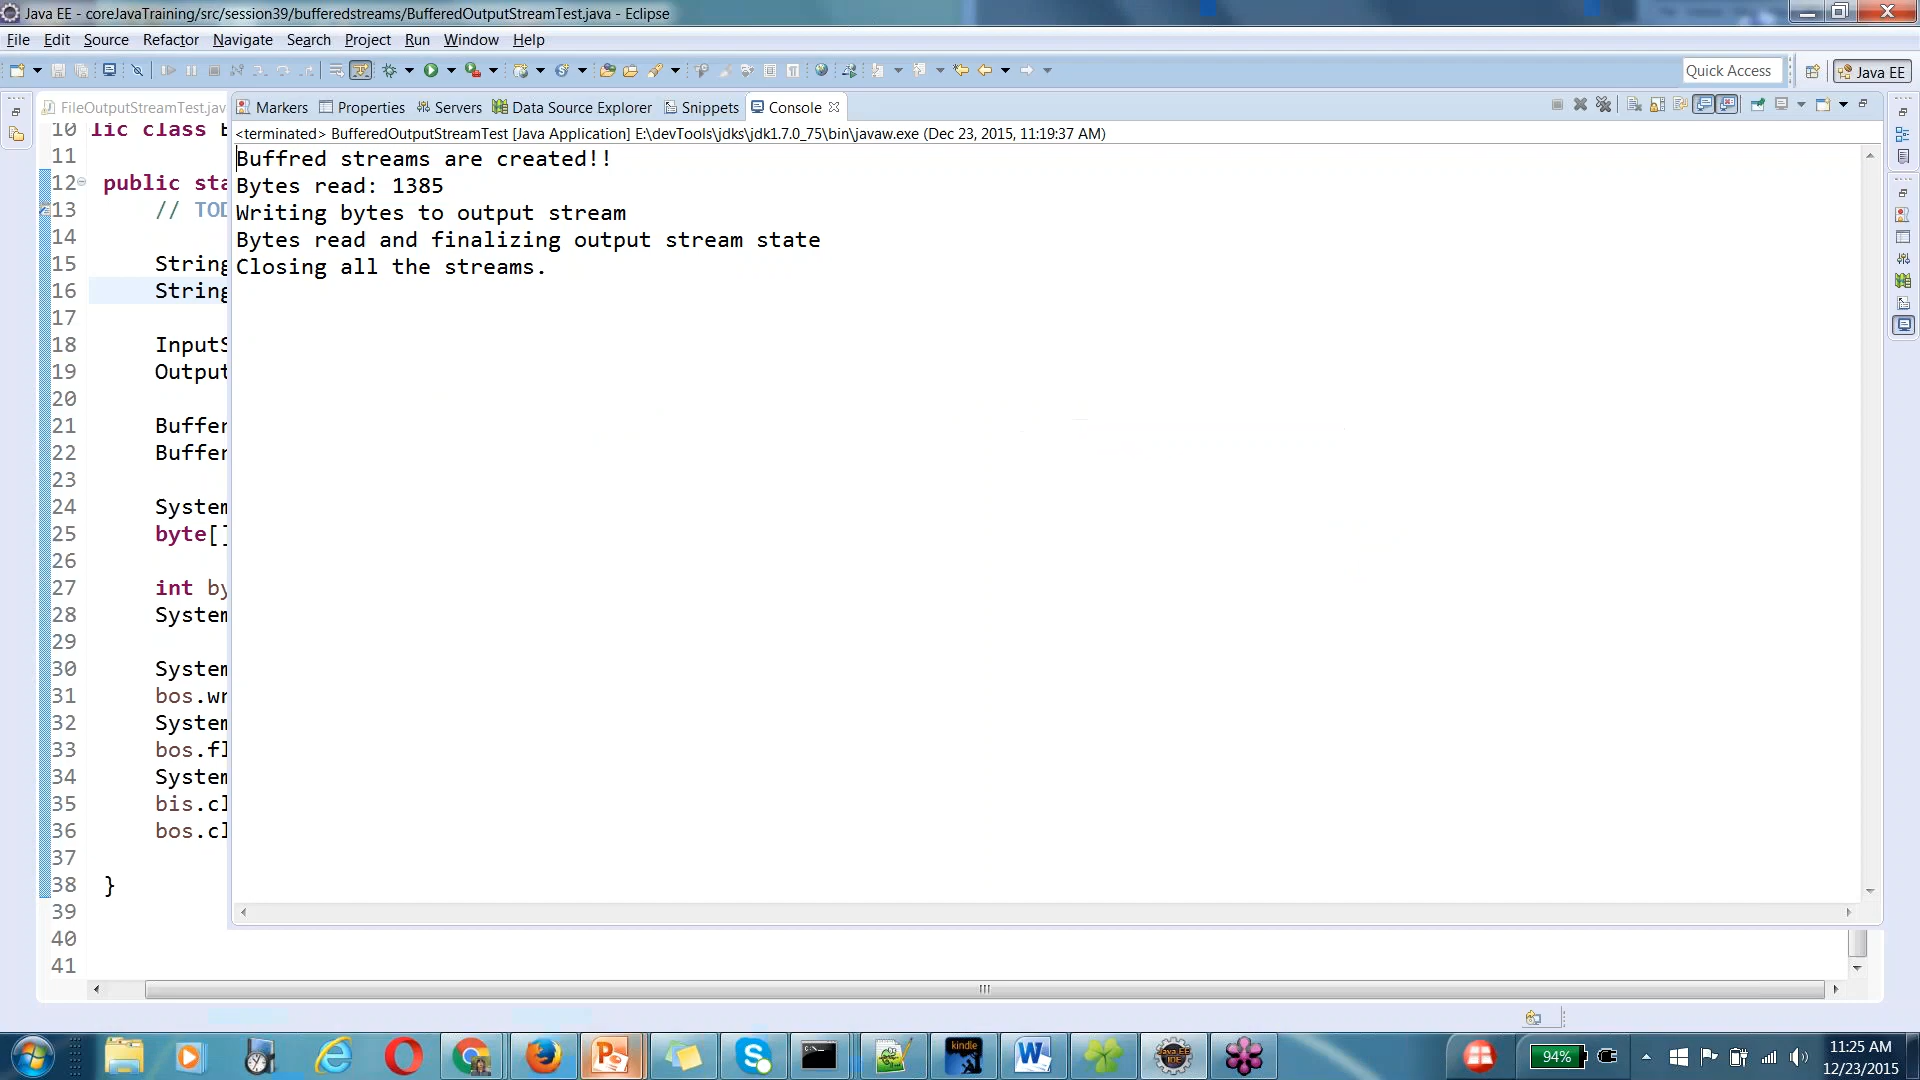 Java EE - coreJavaTraining/src/session39/bufferedstreams/BufferedOutputStreamTest.java - Eclipse
File Edit Source Refactor Navigate Search Project Run Window Help
Quick Access
Java EE
FileOutputStreamTest.jav
Markers Properties Servers Data Source Explorer Snippets Console
<terminated> BufferedOutputStreamTest [Java Application] E:\devTools\jdks\jdk1.7.0_75\bin\javaw.exe (Dec 23, 2015, 11:19:37 AM)
Buffred streams are created!!
Bytes read: 1385
Writing bytes to output stream
Bytes read and finalizing output stream state
Closing all the streams.
10 lic class
11
12 public sta
13 // TOD
14
15 String
16 String
17
18 InputS
19 Output
20
21 Buffer
22 Buffer
23
24 System
25 byte[]
26
27 int by
28 System
29
30 System
31 bos.wr
32 System
33 bos.fl
34 System
35 bis.cl
36 bos.cl
37
38 }
39
40
41
kindle
Java EE
IDE
94%
11:25 AM
12/23/2015